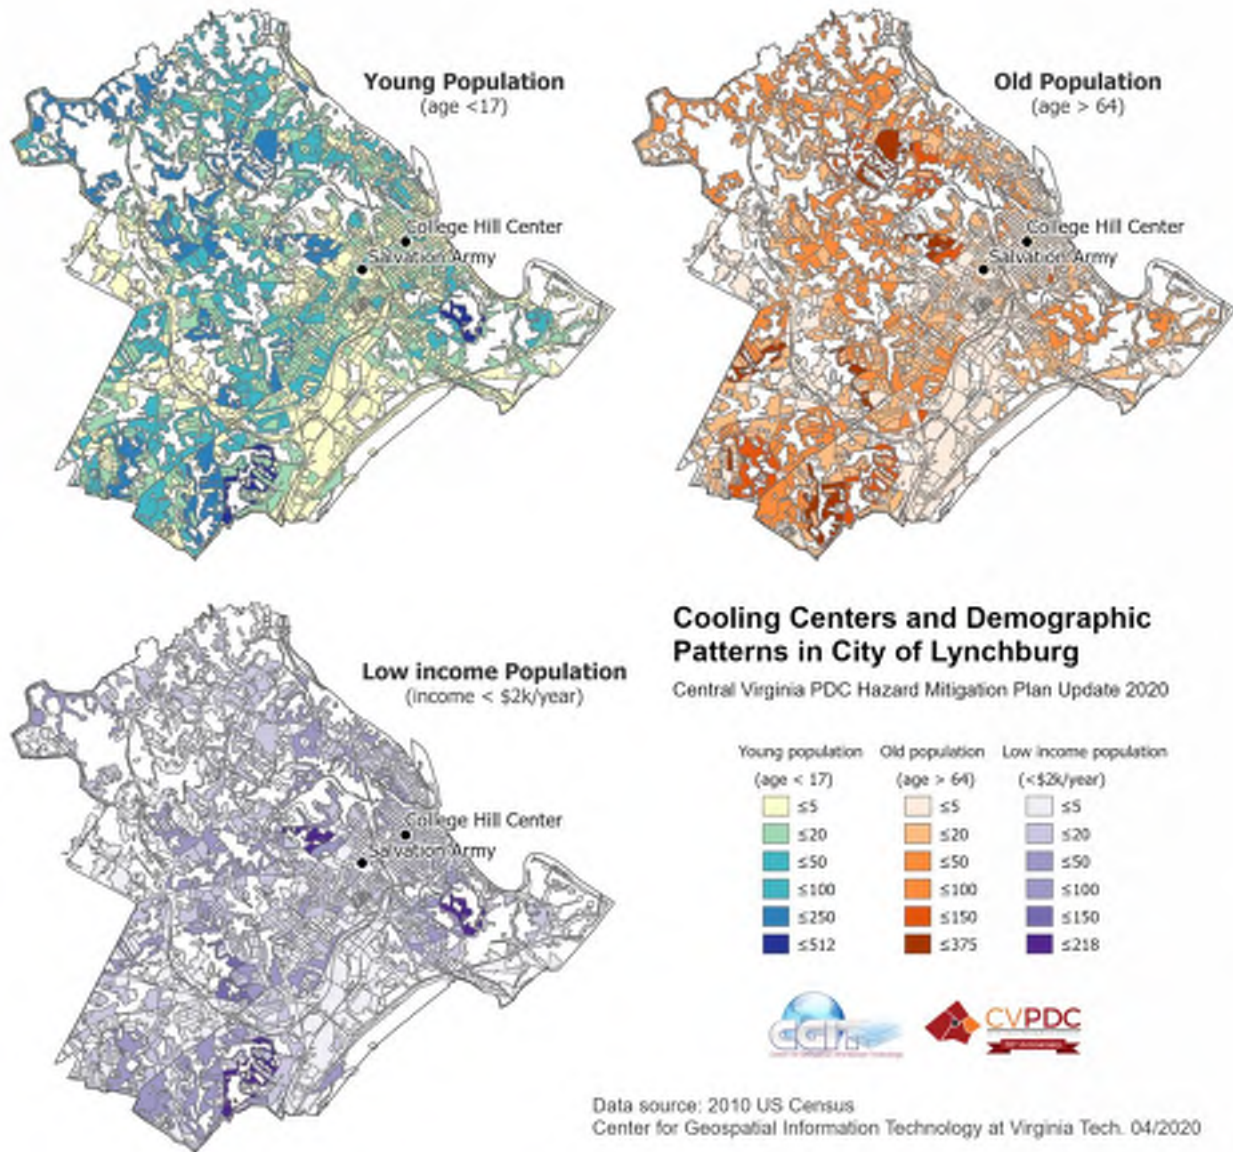 Young Population
(age <17)
College Hill Center
Salvation Army
Old Population
(age > 64)
College Hill Center
Salvation Army
Low income Population
(income < $2k/year)
College Hill Center
Salvation Army
Cooling Centers and Demographic
Patterns in City of Lynchburg
Central Virginia PDC Hazard Mitigation Plan Update 2020
Young population Old population Low income population
(age < 17) (age > 64) (<$2k/year)
≤5 ≤5 ≤5
≤20 ≤20 ≤20
≤50 ≤50 ≤50
≤100 ≤100 ≤100
≤250 ≤150 ≤150
≤512 ≤375 ≤218
CGIT
CVPDC
Data source: 2010 US Census
Center for Geospatial Information Technology at Virginia Tech. 04/2020